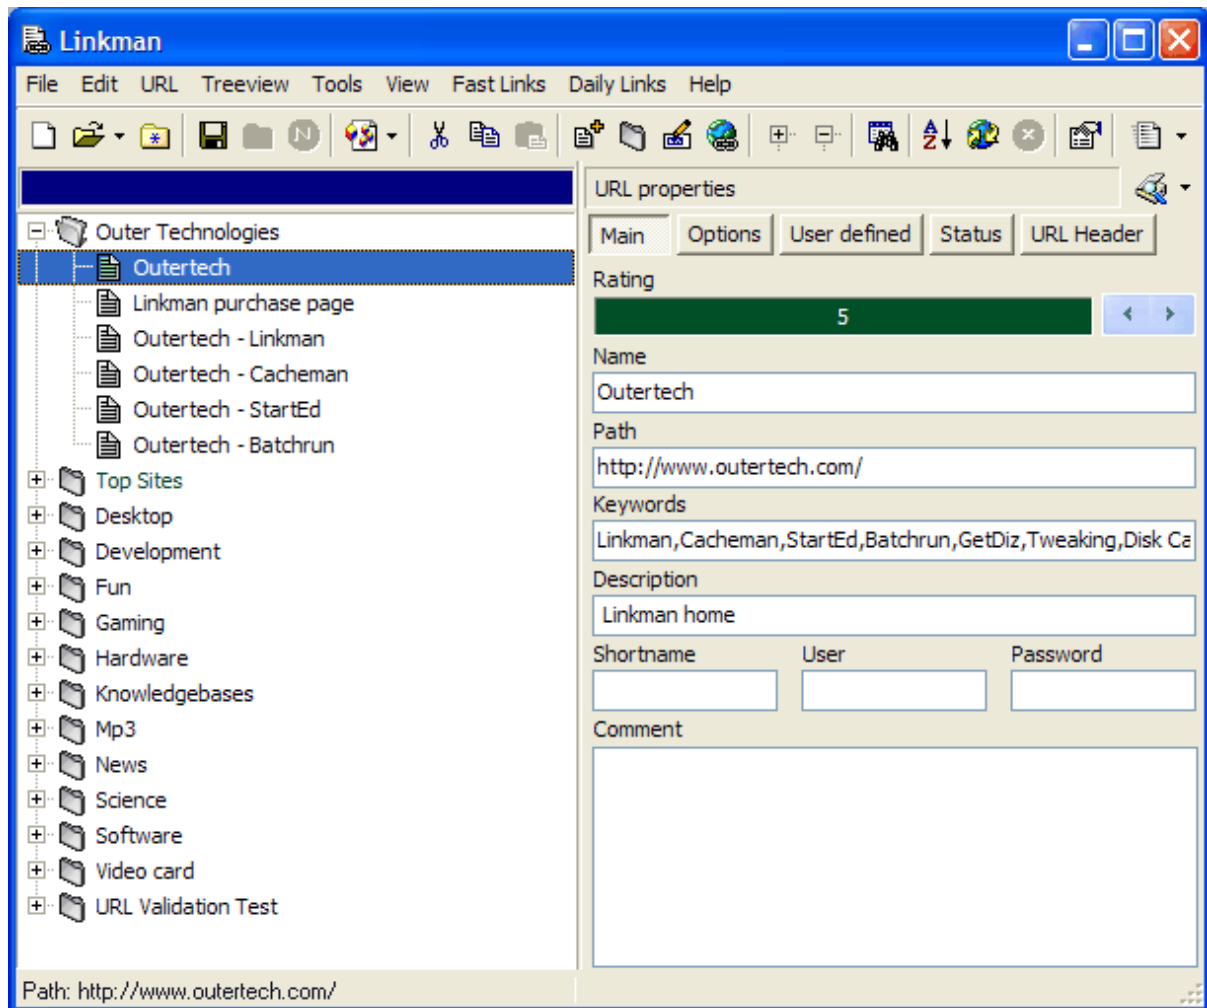 Linkman
File Edit URL Treeview Tools View Fast Links Daily Links Help
URL properties
Main Options User defined Status URL Header
Outer Technologies
Outertech
Linkman purchase page
Outertech - Linkman
Outertech - Cacheman
Outertech - StartEd
Outertech - Batchrun
Top Sites
Desktop
Development
Fun
Gaming
Hardware
Knowledgebases
Mp3
News
Science
Software
Video card
URL Validation Test
Rating
5
Name
Outertech
Path
http://www.outertech.com/
Keywords
Linkman,Cacheman,StartEd,Batchrun,GetDiz,Tweaking,Disk Ca
Description
Linkman home
Shortname User Password
Comment
Path: http://www.outertech.com/